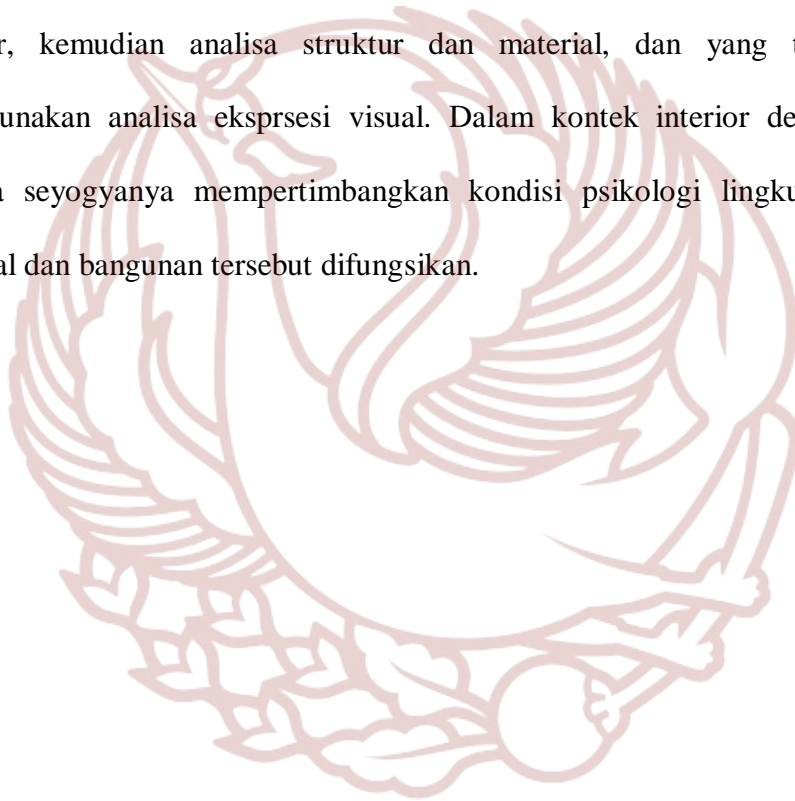 r, kemudian analisa struktur dan material, dan yang t
unakan analisa eksprsesi visual. Dalam kontek interior de
a seyogyanya mempertimbangkan kondisi psikologi lingku
al dan bangunan tersebut difungsikan.